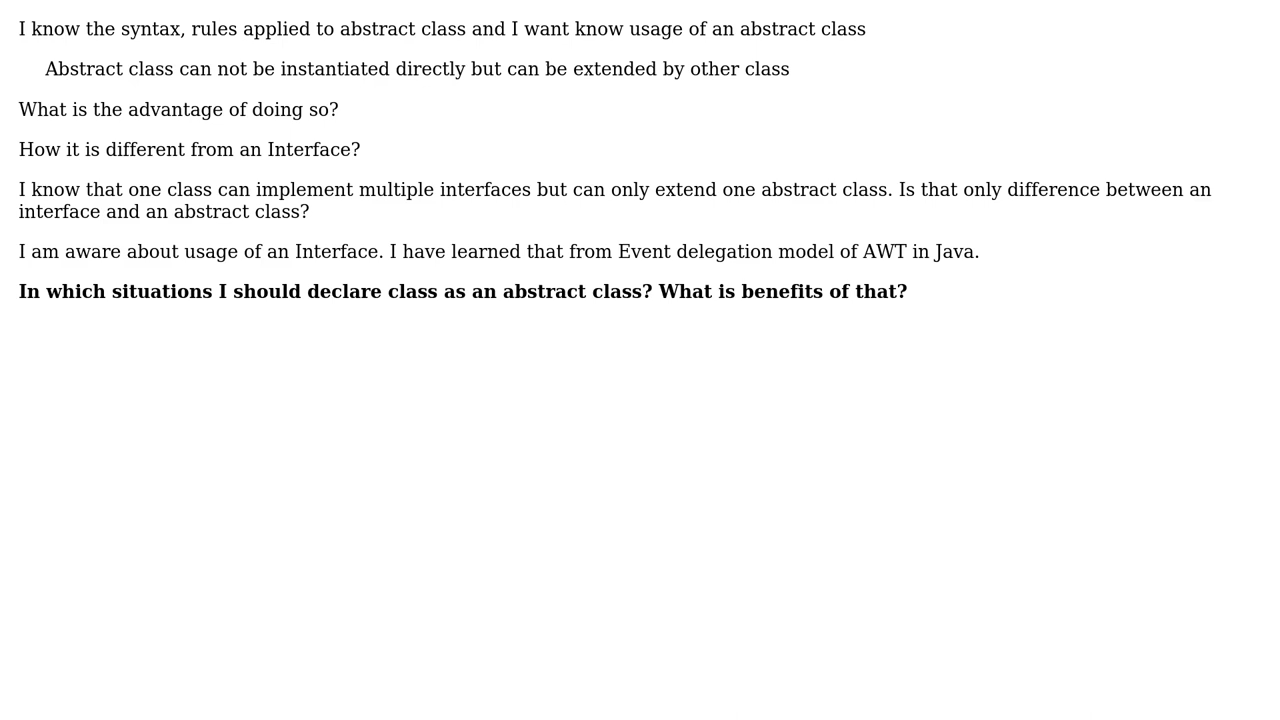 I know the syntax, rules applied to abstract class and I want know usage of an abstract class
Abstract class can not be instantiated directly but can be extended by other class
What is the advantage of doing so?
How it is different from an Interface?
I know that one class can implement multiple interfaces but can only extend one abstract class. Is that only difference between an
interface and an abstract class?
I am aware about usage of an Interface. I have learned that from Event delegation model of AWT in Java.
In which situations I should declare class as an abstract class? What is benefits of that?